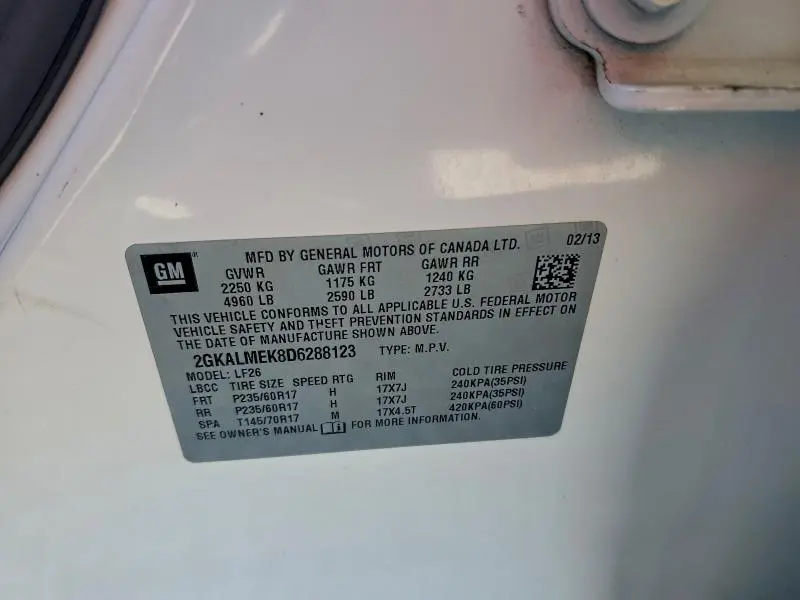 GM
MFD BY GENERAL MOTORS OF CANADA LTD. 02/13
GVWR GAWR FRT GAWR RR
2250 KG 1175 KG 1240 KG
4960 LB 2590 LB 2733 LB
THIS VEHICLE CONFORMS TO ALL APPLICABLE U.S. FEDERAL MOTOR
VEHICLE SAFETY AND THEFT PREVENTION STANDARDS IN EFFECT ON
THE DATE OF MANUFACTURE SHOWN ABOVE.
2GKALMEK8D6288123 TYPE: M.P.V.
MODEL: LF26
LBCC TIRE SIZE SPEED RTG RIM COLD TIRE PRESSURE
FRT P235/60R17 H 17X7J 240KPA(35PSI)
RR P235/60R17 H 17X7J 240KPA(35PSI)
SPA T145/70R17 M 17X4.5T 420KPA(60PSI)
SEE OWNER'S MANUAL FOR MORE INFORMATION.